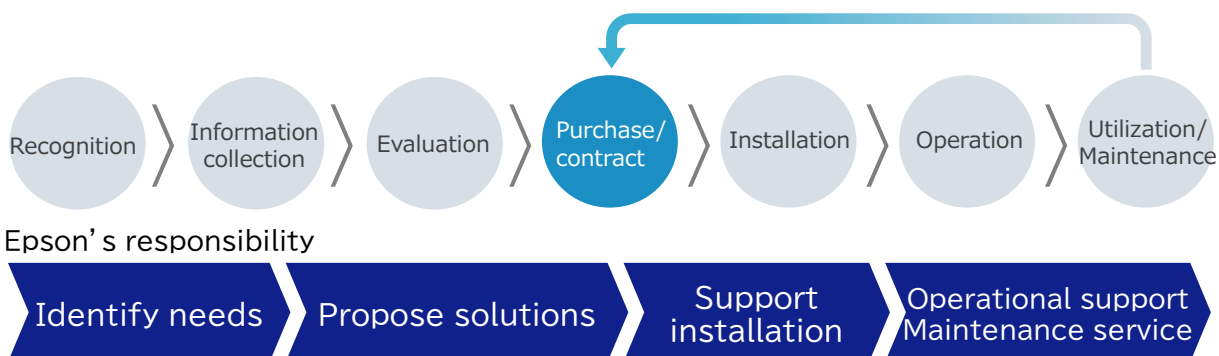 Recognition
Information
collection
Evaluation
Purchase/
contract
Installation
Operation
Utilization/
Maintenance
Epson’s responsibility
Identify needs
Propose solutions
Support
installation
Operational support
Maintenance service